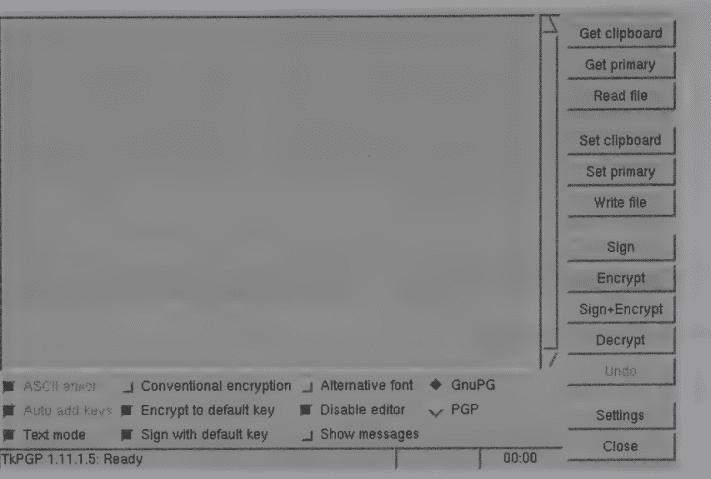 Get clipboard
Get primary
Read file
Set clipboard
Set primary
Write file
Sign
Encrypt
Sign+Encrypt
Decrypt
Undo
ASCII armor Conventional encryption Alternative font GnuPG
Auto add keys Encrypt to default key Disable editor PGP
Text mode Sign with default key Show messages
Settings
Close
TkPGP 1.11.1.5: Ready 00:00